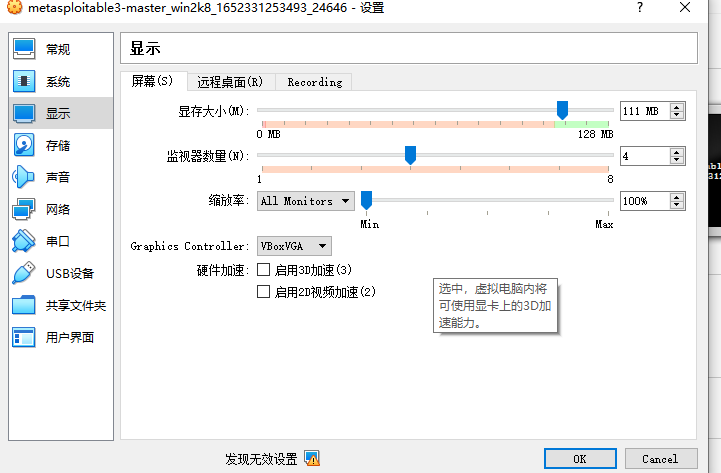 metasploitable3-master_win2k8_1652331253493_24646 - 设置
?
常规
系统
显示
存储
声音
网络
串口
USB设备
共享文件夹
用户界面
显示
屏幕(S) 远程桌面(R) Recording
显存大小(M): 111 MB
0 MB 128 MB
监视器数量(N): 4
1 8
缩放率: All Monitors 100%
Min Max
Graphics Controller: VBoxVGA
硬件加速: 启用3D加速(3)
启用2D视频加速(2)
选中，虚拟电脑内将
可使用显卡上的3D加
速能力。
发现无效设置 OK Cancel